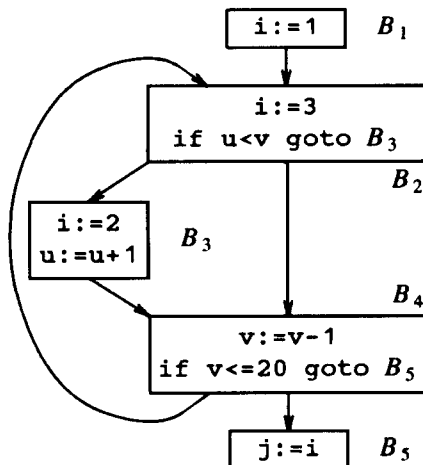 i:=1 B1
i:=3
if u<v goto B3
B2
i:=2
u:=u+1 B3
B4
v:=v-1
if v<=20 goto B5
j:=i B5